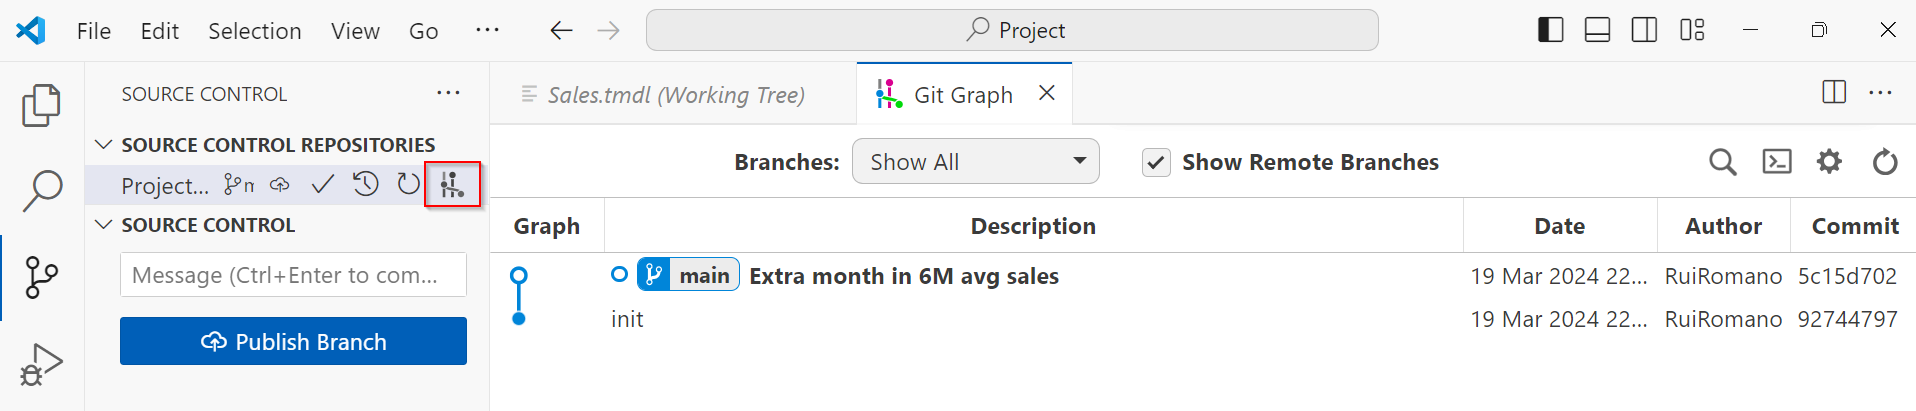 File Edit Selection View Go ··· Project
SOURCE CONTROL ···
Sales.tmdl (Working Tree) Git Graph
SOURCE CONTROL REPOSITORIES
Project...
SOURCE CONTROL
Message (Ctrl+Enter to com...
Publish Branch
Branches: Show All Show Remote Branches
Graph Description Date Author Commit
main Extra month in 6M avg sales 19 Mar 2024 22... RuiRomano 5c15d702
init 19 Mar 2024 22... RuiRomano 92744797